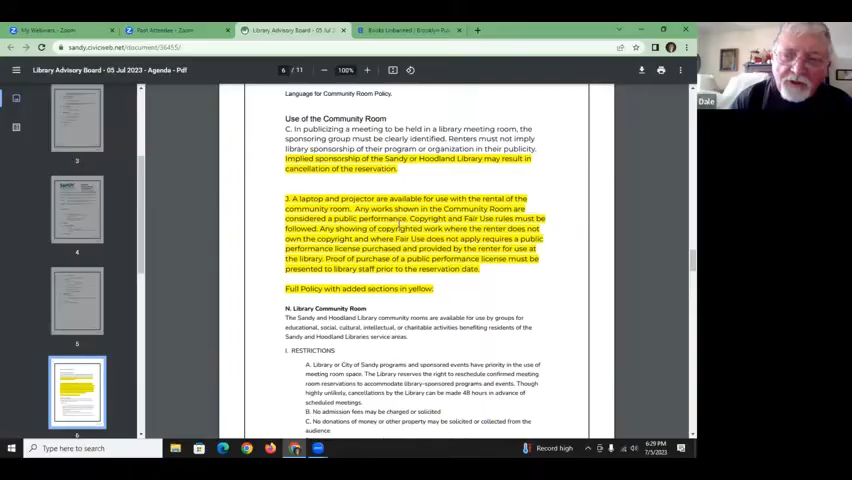 My Webinars - Zoom
Past Attendees - Zoom
Library Advisory Board - 05 Jul 2023
Books Unbanned | Brooklyn Pu
sandy.civicweb.net/document/36455/
Library Advisory Board - 05 Jul 2023 - Agenda - Pdf
6 / 11
100%
Dale
3
4
5
6
Language for Community Room Policy.
Use of the Community Room
C. In publicizing a meeting to be held in a library meeting room, the
sponsoring group must be clearly identified. Renters must not imply
library sponsorship of their program or organization in their publicity.
Implied sponsorship of the Sandy or Hoodland Library may result in
cancellation of the reservation.
J. A laptop and projector are available for use with the rental of the
community room. Any works shown in the Community Room are
considered a public performance. Copyright and Fair Use rules must be
followed. Any showing of copyrighted work where the renter does not
own the copyright and where Fair Use does not apply requires a public
performance license purchased and provided by the renter for use at
the library. Proof of purchase of a public performance license must be
presented to library staff prior to the reservation date.
Full Policy with added sections in yellow:
N. Library Community Room
The Sandy and Hoodland Library community rooms are available for use by groups for
educational, social, cultural, intellectual, or charitable activities benefiting residents of the
Sandy and Hoodland Libraries service areas.
I. RESTRICTIONS
A. Library or City of Sandy programs and sponsored events have priority in the use of
meeting room space. The Library reserves the right to reschedule confirmed meeting
room reservations to accommodate library-sponsored programs and events. Though
highly unlikely, cancellations by the Library can be made 48 hours in advance of
scheduled meetings.
B. No admission fees may be charged or solicited
C. No donations of money or other property may be solicited or collected from the
audience
Type here to search
Record high
6:29 PM
7/5/2023